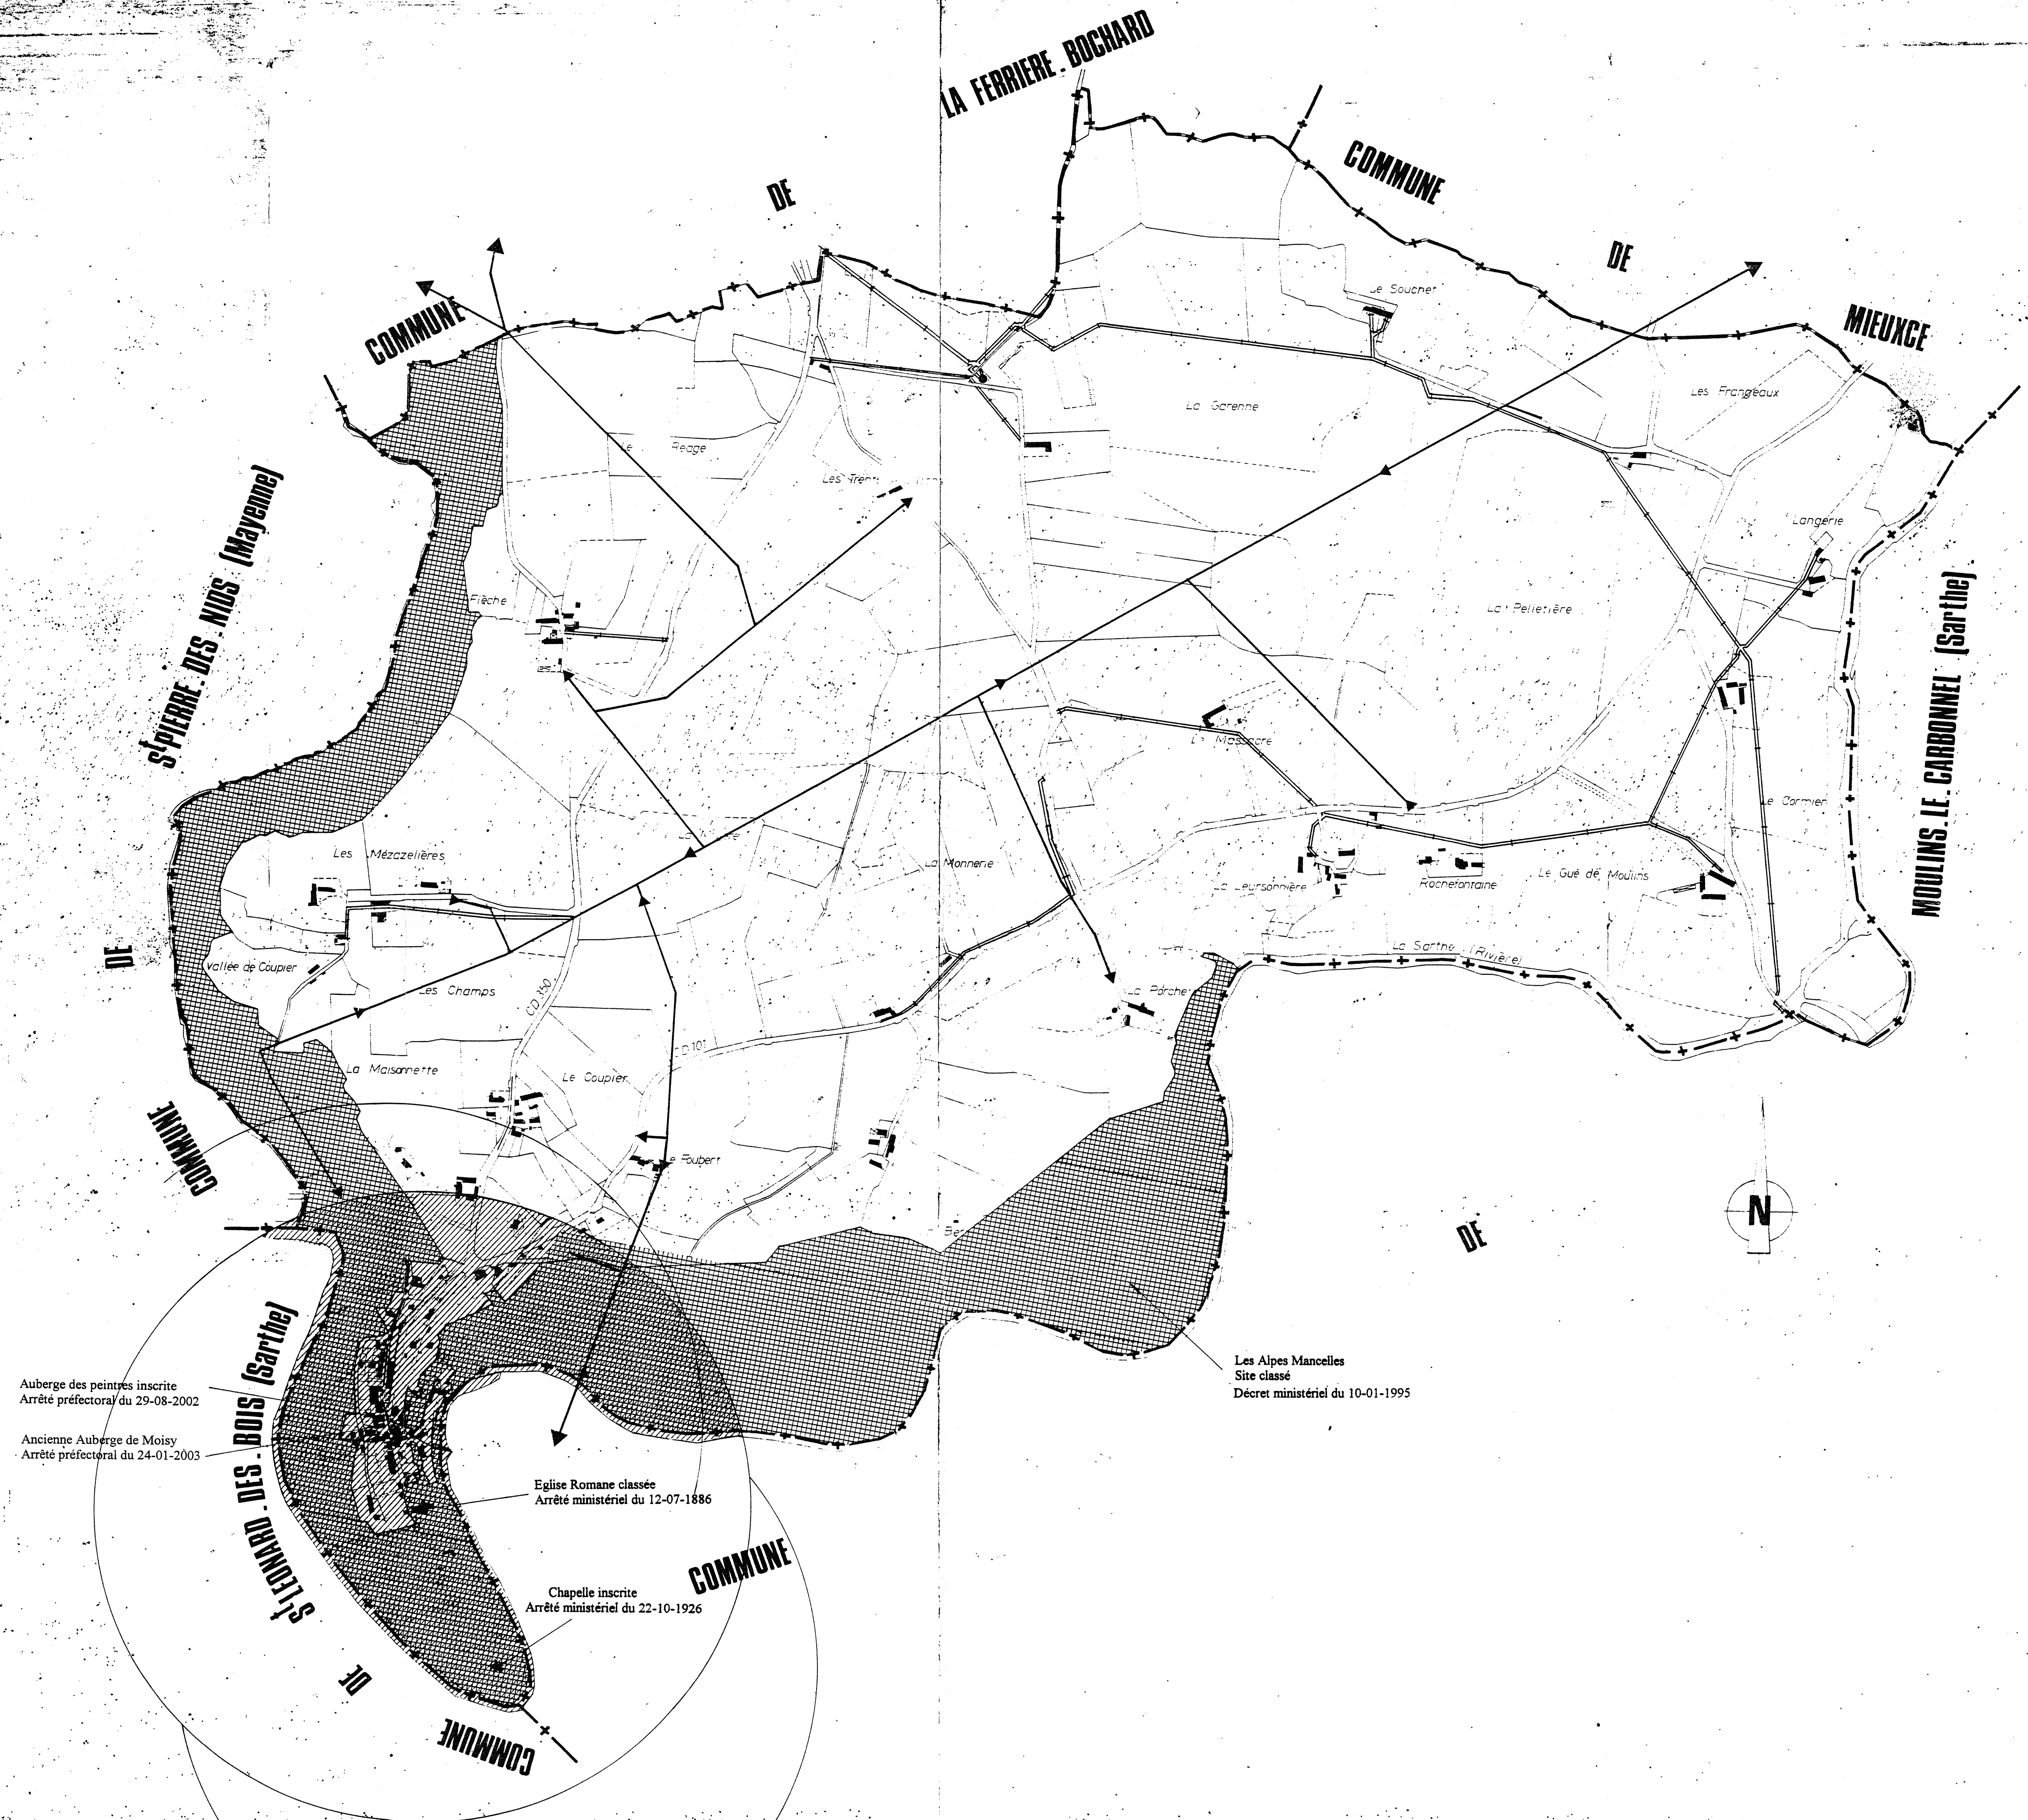 LA FERRIERE . BOCHARD
COMMUNE
DE
DE
COMMUNE
MIEUXCE
Le Souchet
Les Frangeaux
La Garenne
Le Reage
Langerie
Flèche
La Pelletière
St PIERRE . DES . NIDS (Mayenne)
MOULINS . LE . CARBONNEL (Sarthe)
Le Massacre
Le Cormier
Les Mézazelières
La Monnerie
La Leursonnière
Rochefontaine
Le Gué de Moulins
DE
Vallée de Coupier
La Sarthe (Rivière)
Les Champs
CD 350
La Porche
CD 101
La Maisonnette
Le Coupier
COMMUNE
Le Foubert
N
DE
Les Alpes Mancelles
Site classé
Décret ministériel du 10-01-1995
Auberge des peintres inscrite
Arrêté préfectoral du 29-08-2002
Ancienne Auberge de Moisy
Arrêté préfectoral du 24-01-2003
St LEONARD . DES . BOIS (Sarthe)
Eglise Romane classée
Arrêté ministériel du 12-07-1886
COMMUNE
Chapelle inscrite
Arrêté ministériel du 22-10-1926
DE
COMMUNE